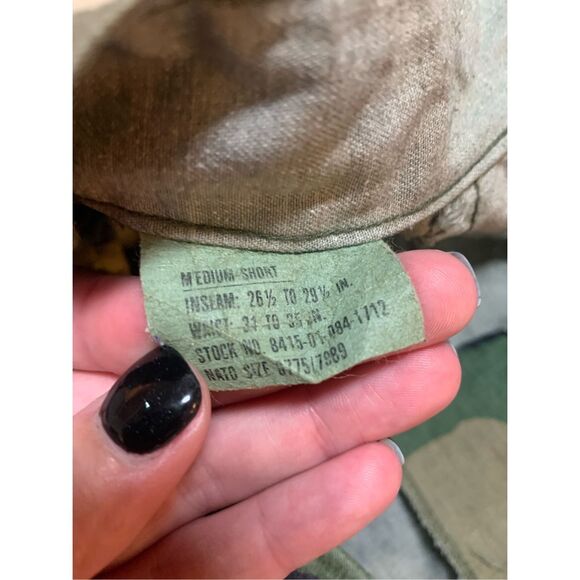 MEDIUM-SHORT
INSEAM: 26½ TO 29½ IN.
WAIST: 31 TO 35 IN.
STOCK NO. 8415-01-084-1712
NATO SIZE 6775/7989